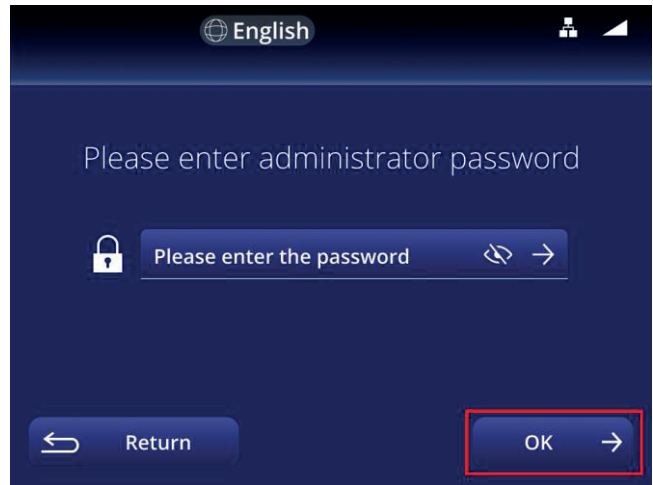 English
Please enter administrator password
Please enter the password
Return
OK